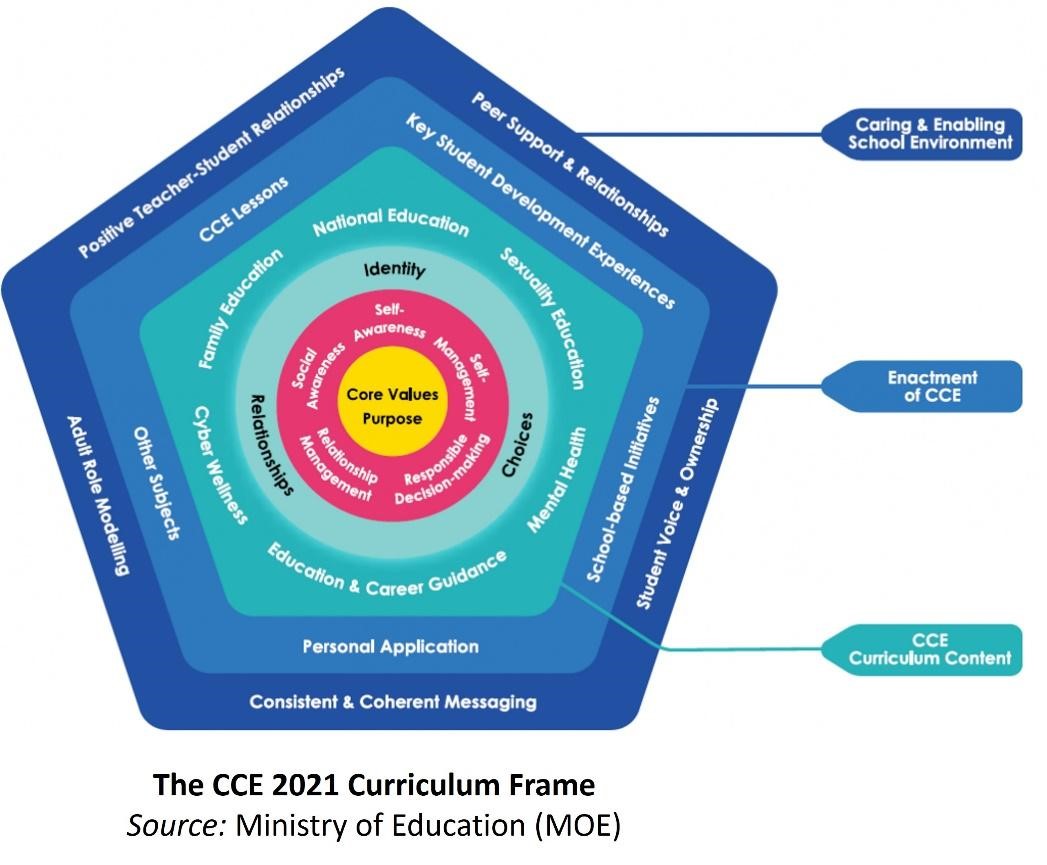 Positive Teacher-Student Relationships
Peer Support & Relationships
Student Voice & Ownership
Consistent & Coherent Messaging
Adult Role Modelling
CCE Lessons
Key Student Development Experiences
School-based Initiatives
Personal Application
Other Subjects
National Education
Sexuality Education
Mental Health
Education & Career Guidance
Cyber Wellness
Family Education
Identity
Choices
Relationships
Self-
Awareness
Self-
Management
Responsible
Decision-making
Relationship
Management
Social
Awareness
Core Values
Purpose
Caring & Enabling
School Environment
Enactment
of CCE
CCE
Curriculum Content
The CCE 2021 Curriculum Frame
Source: Ministry of Education (MOE)